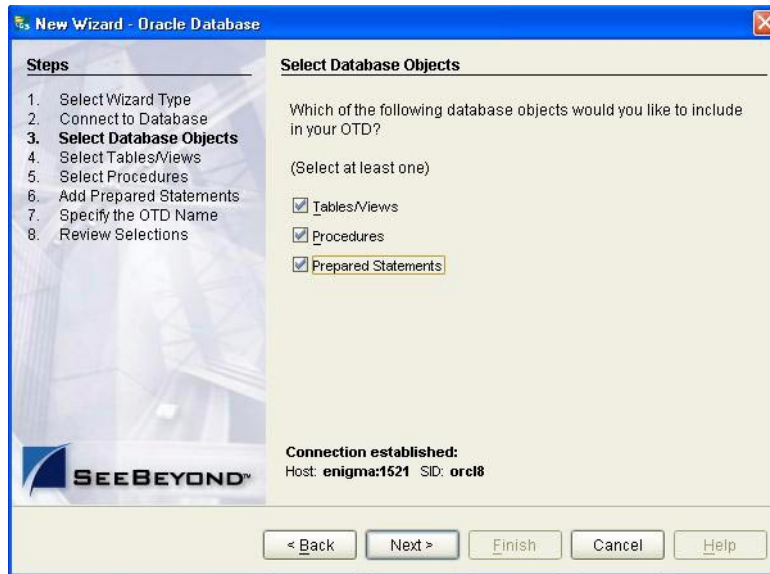 New Wizard - Oracle Database
Steps
1. Select Wizard Type
2. Connect to Database
3. Select Database Objects
4. Select Tables/Views
5. Select Procedures
6. Add Prepared Statements
7. Specify the OTD Name
8. Review Selections
SEEBEYOND™
Select Database Objects
Which of the following database objects would you like to include
in your OTD?
(Select at least one)
Tables/Views
Procedures
Prepared Statements
Connection established:
Host: enigma:1521 SID: orcl8
< Back
Next >
Finish
Cancel
Help